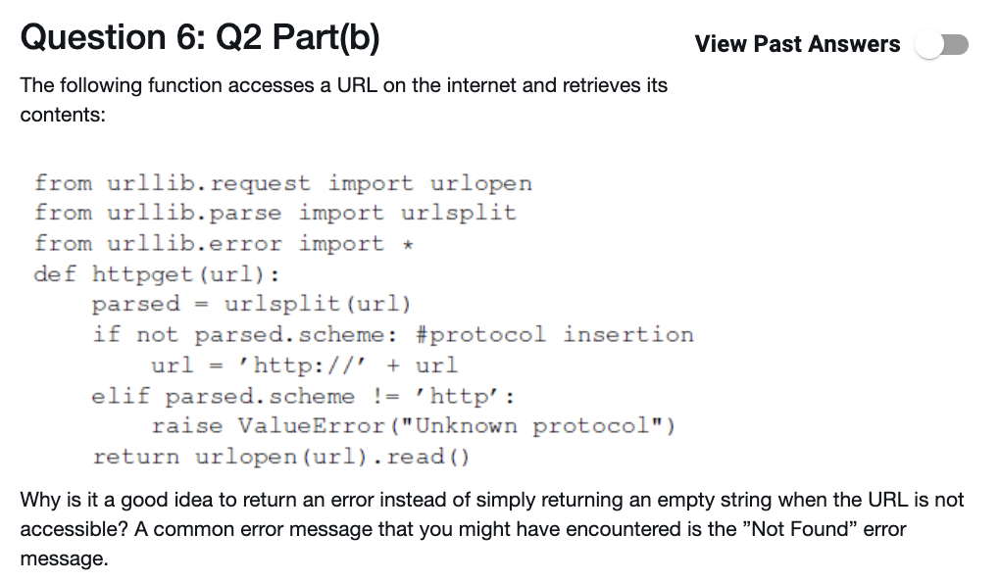 Question 6: Q2 Part(b)
View Past Answers
The following function accesses a URL on the internet and retrieves its
contents:
from urllib.request import urlopen
from urllib.parse import urlsplit
from urllib.error import *
def httpget(url):
    parsed = urlsplit(url)
    if not parsed.scheme: #protocol insertion
        url = ’http://’ + url
    elif parsed.scheme != ’http’:
        raise ValueError("Unknown protocol")
    return urlopen(url).read()
Why is it a good idea to return an error instead of simply returning an empty string when the URL is not
accessible? A common error message that you might have encountered is the ”Not Found” error
message.